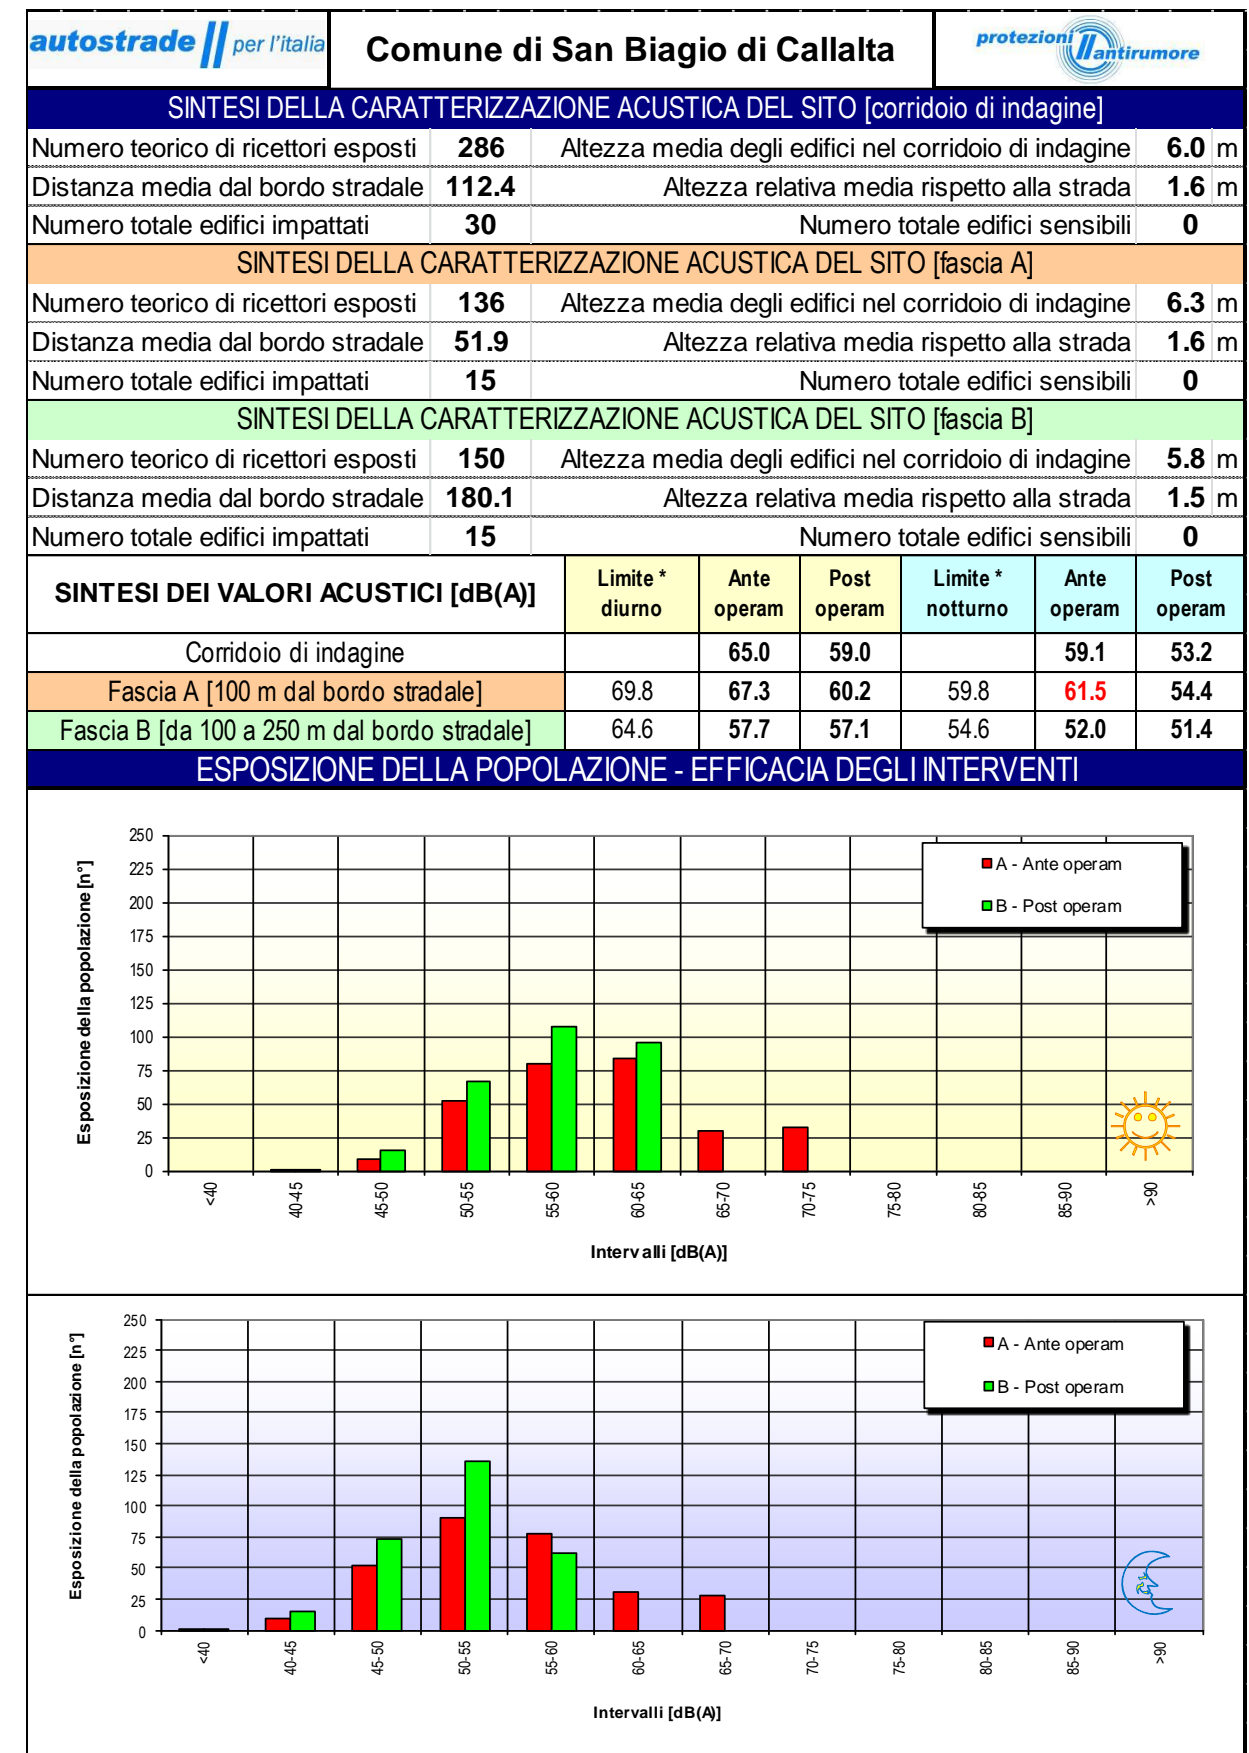 autostrade per l'italia
Comune di San Biagio di Callalta
protezioni antirumore
SINTESI DELLA CARATTERIZZAZIONE ACUSTICA DEL SITO [corridoio di indagine]
Numero teorico di ricettori esposti 286 Altezza media degli edifici nel corridoio di indagine 6.0 m
Distanza media dal bordo stradale 112.4 Altezza relativa media rispetto alla strada 1.6 m
Numero totale edifici impattati 30 Numero totale edifici sensibili 0
SINTESI DELLA CARATTERIZZAZIONE ACUSTICA DEL SITO [fascia A]
Numero teorico di ricettori esposti 136 Altezza media degli edifici nel corridoio di indagine 6.3 m
Distanza media dal bordo stradale 51.9 Altezza relativa media rispetto alla strada 1.6 m
Numero totale edifici impattati 15 Numero totale edifici sensibili 0
SINTESI DELLA CARATTERIZZAZIONE ACUSTICA DEL SITO [fascia B]
Numero teorico di ricettori esposti 150 Altezza media degli edifici nel corridoio di indagine 5.8 m
Distanza media dal bordo stradale 180.1 Altezza relativa media rispetto alla strada 1.5 m
Numero totale edifici impattati 15 Numero totale edifici sensibili 0
SINTESI DEI VALORI ACUSTICI [dB(A)] Limite * diurno Ante operam Post operam Limite * notturno Ante operam Post operam
Corridoio di indagine 65.0 59.0 59.1 53.2
Fascia A [100 m dal bordo stradale] 69.8 67.3 60.2 59.8 61.5 54.4
Fascia B [da 100 a 250 m dal bordo stradale] 64.6 57.7 57.1 54.6 52.0 51.4
ESPOSIZIONE DELLA POPOLAZIONE - EFFICACIA DEGLI INTERVENTI
Esposizione della popolazione [n°]
250
225
200
175
150
125
100
75
50
25
0
A - Ante operam
B - Post operam
<40 40-45 45-50 50-55 55-60 60-65 65-70 70-75 75-80 80-85 85-90 >90
Intervalli [dB(A)]
Esposizione della popolazione [n°]
250
225
200
175
150
125
100
75
50
25
0
A - Ante operam
B - Post operam
<40 40-45 45-50 50-55 55-60 60-65 65-70 70-75 75-80 80-85 85-90 >90
Intervalli [dB(A)]